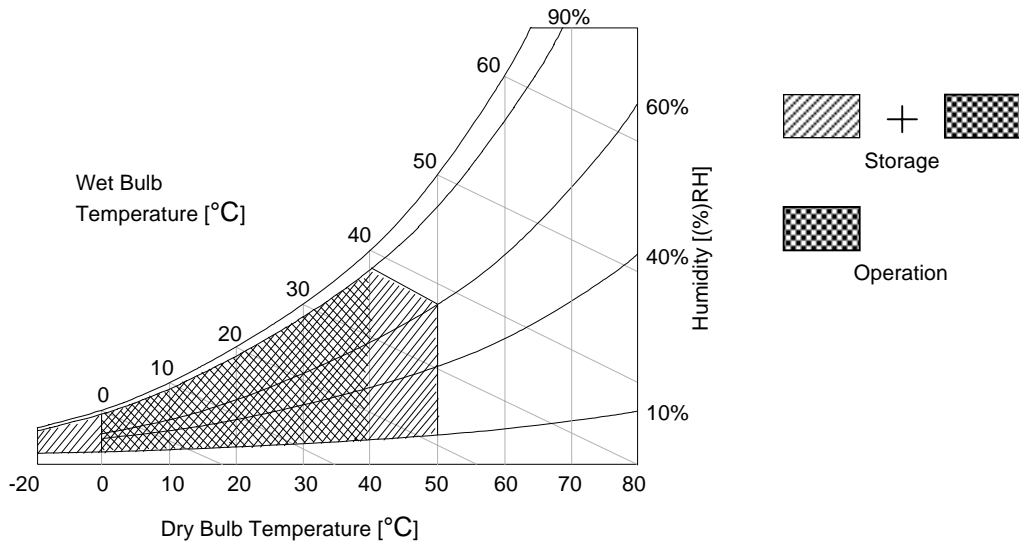 90%
60
60%
50
Storage
Wet Bulb
Temperature [°C]
40
40%
Humidity [(%)RH]
Operation
30
20
10
0
10%
-20 0 10 20 30 40 50 60 70 80
Dry Bulb Temperature [°C]